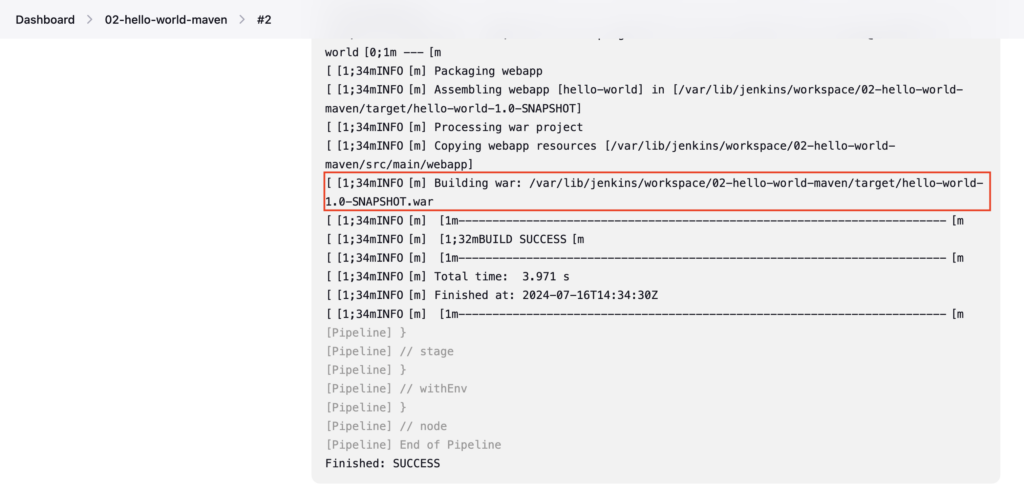 Dashboard > 02-hello-world-maven > #2
world [0;1m --- [m
[ [1;34mINFO [m] Packaging webapp
[ [1;34mINFO [m] Assembling webapp [hello-world] in [/var/lib/jenkins/workspace/02-hello-world-
maven/target/hello-world-1.0-SNAPSHOT]
[ [1;34mINFO [m] Processing war project
[ [1;34mINFO [m] Copying webapp resources [/var/lib/jenkins/workspace/02-hello-world-
maven/src/main/webapp]
[ [1;34mINFO [m] Building war: /var/lib/jenkins/workspace/02-hello-world-maven/target/hello-world-
1.0-SNAPSHOT.war
[ [1;34mINFO [m]  [1m------------------------------------------------------------------------ [m
[ [1;34mINFO [m]  [1;32mBUILD SUCCESS [m
[ [1;34mINFO [m]  [1m------------------------------------------------------------------------ [m
[ [1;34mINFO [m] Total time:  3.971 s
[ [1;34mINFO [m] Finished at: 2024-07-16T14:34:30Z
[ [1;34mINFO [m]  [1m------------------------------------------------------------------------ [m
[Pipeline] }
[Pipeline] // stage
[Pipeline] }
[Pipeline] // withEnv
[Pipeline] }
[Pipeline] // node
[Pipeline] End of Pipeline
Finished: SUCCESS